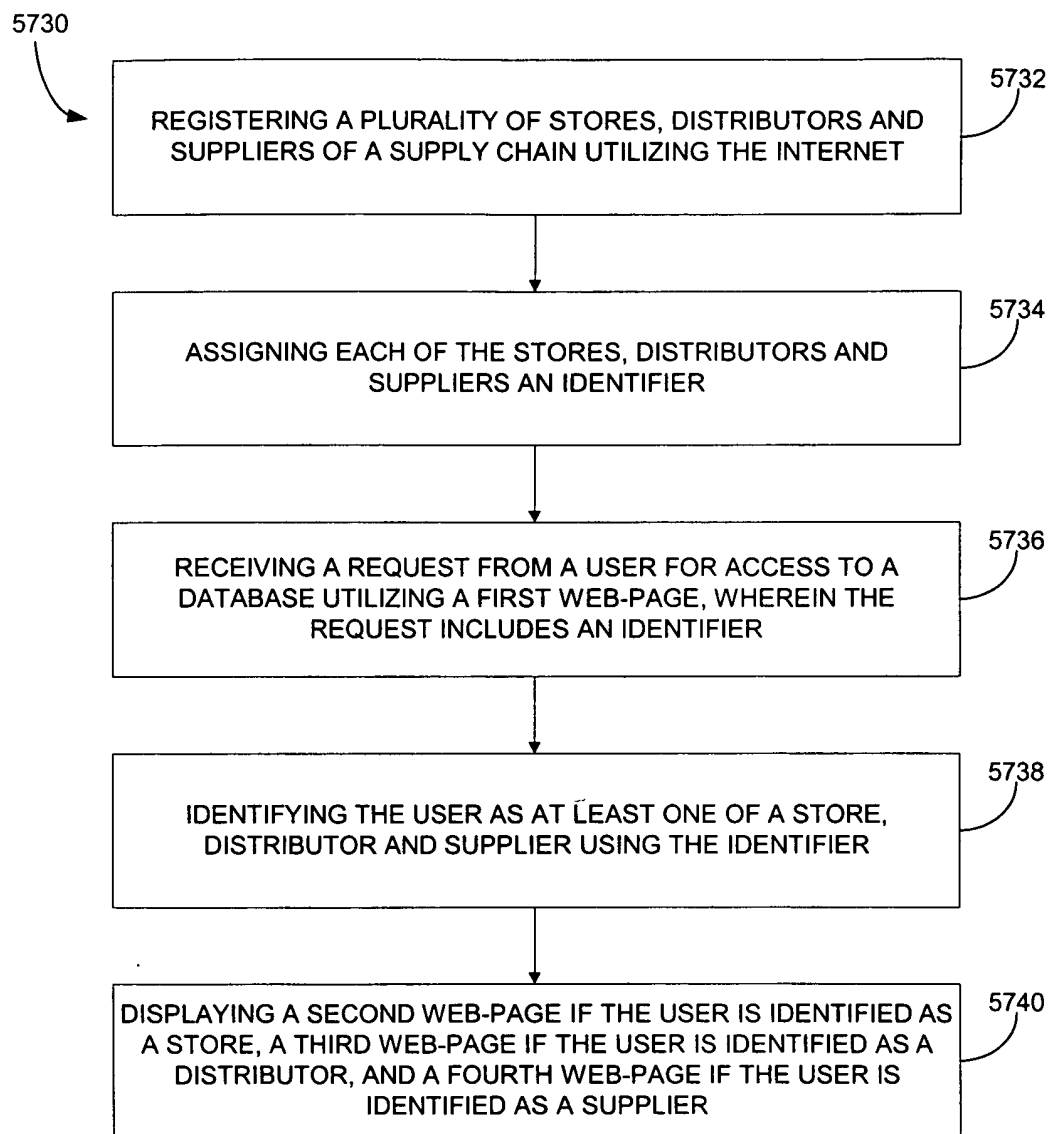 5730
5732
REGISTERING A PLURALITY OF STORES, DISTRIBUTORS AND
SUPPLIERS OF A SUPPLY CHAIN UTILIZING THE INTERNET
5734
ASSIGNING EACH OF THE STORES, DISTRIBUTORS AND
SUPPLIERS AN IDENTIFIER
5736
RECEIVING A REQUEST FROM A USER FOR ACCESS TO A
DATABASE UTILIZING A FIRST WEB-PAGE, WHEREIN THE
REQUEST INCLUDES AN IDENTIFIER
5738
IDENTIFYING THE USER AS AT LEAST ONE OF A STORE,
DISTRIBUTOR AND SUPPLIER USING THE IDENTIFIER
5740
DISPLAYING A SECOND WEB-PAGE IF THE USER IS IDENTIFIED AS
A STORE, A THIRD WEB-PAGE IF THE USER IS IDENTIFIED AS A
DISTRIBUTOR, AND A FOURTH WEB-PAGE IF THE USER IS
IDENTIFIED AS A SUPPLIER